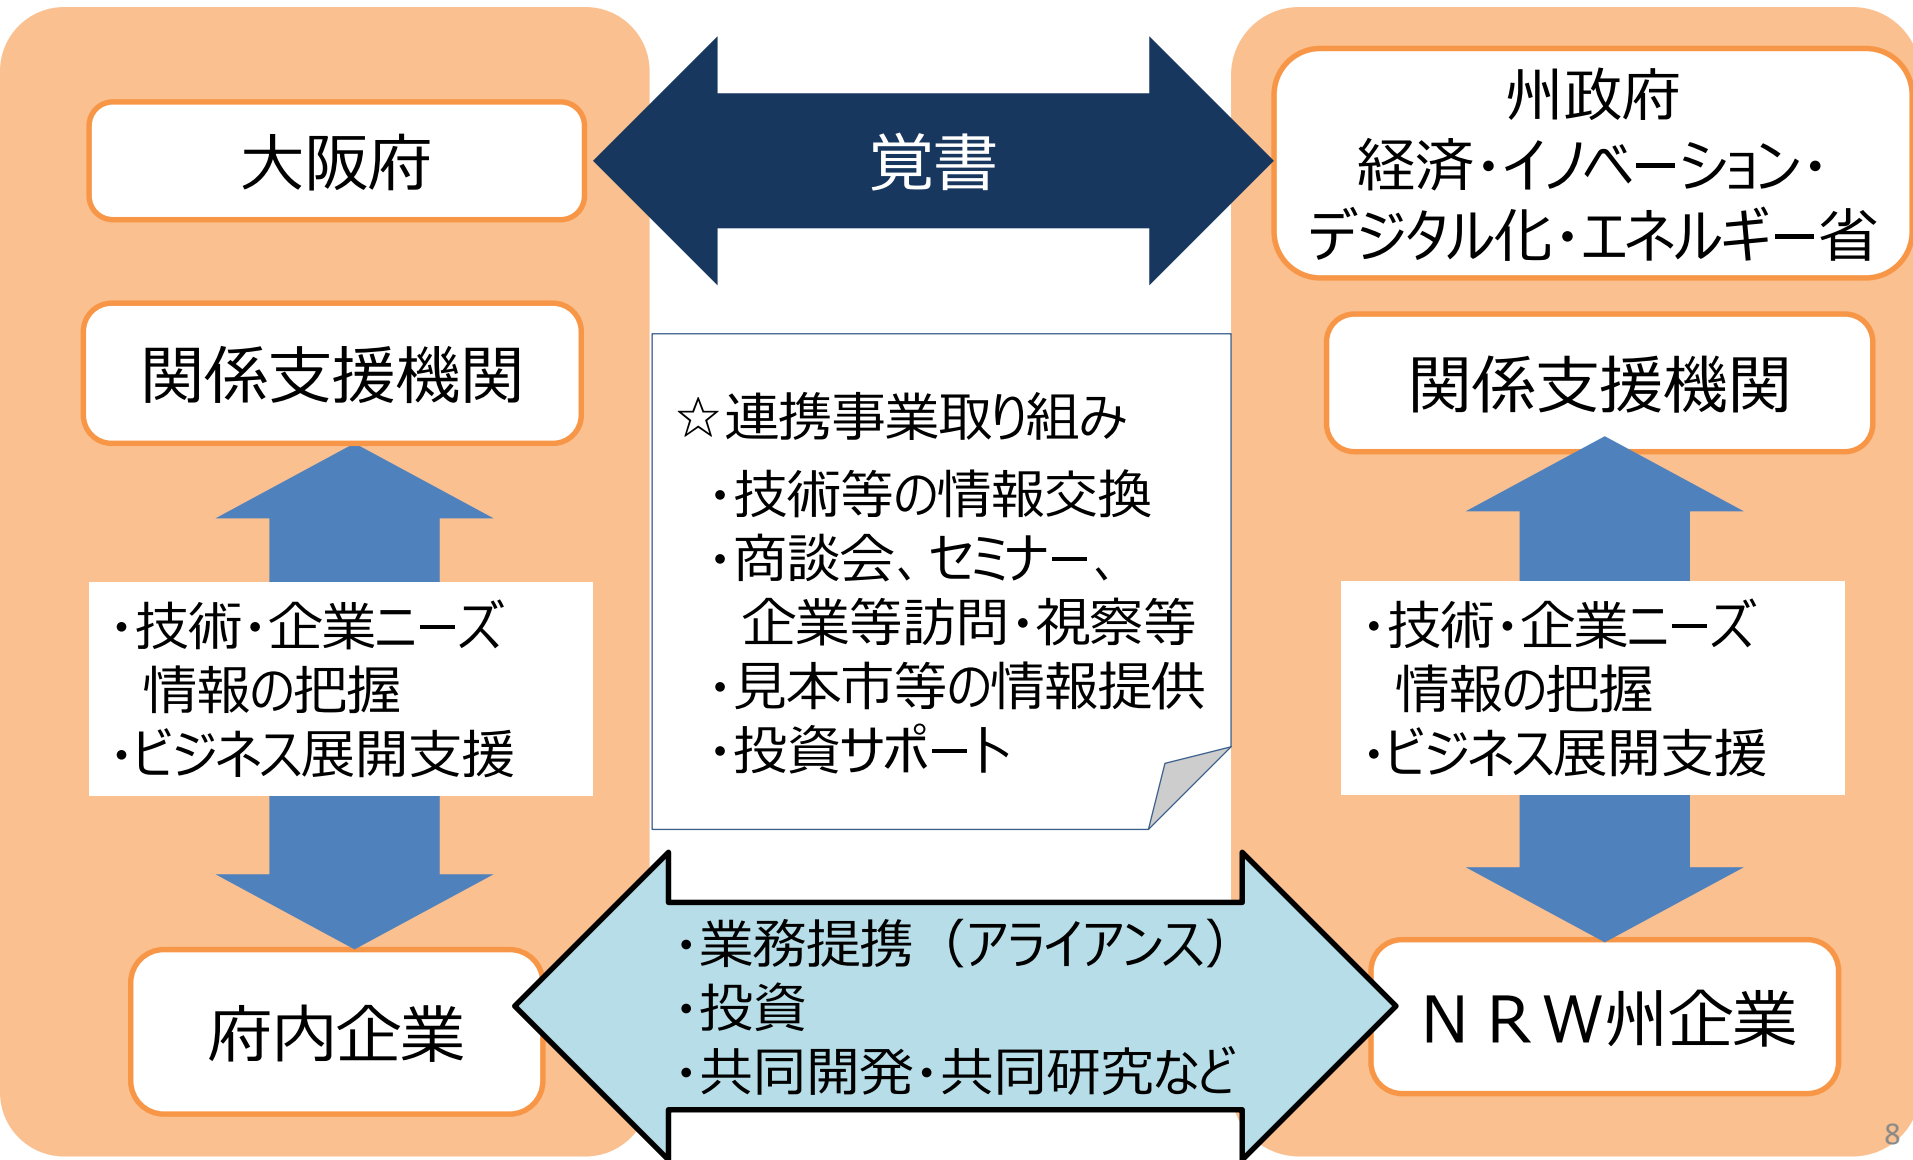 大阪府
覚書
州政府
経済・イノベーション・
デジタル化・エネルギー省
関係支援機関
関係支援機関
☆連携事業取り組み
・技術等の情報交換
・商談会、セミナー、
企業等訪問・視察等
・見本市等の情報提供
・投資サポート
・技術・企業ニーズ
情報の把握
・ビジネス展開支援
・技術・企業ニーズ
情報の把握
・ビジネス展開支援
・業務提携（アライアンス）
・投資
・共同開発・共同研究など
府内企業
ＮＲＷ州企業
8